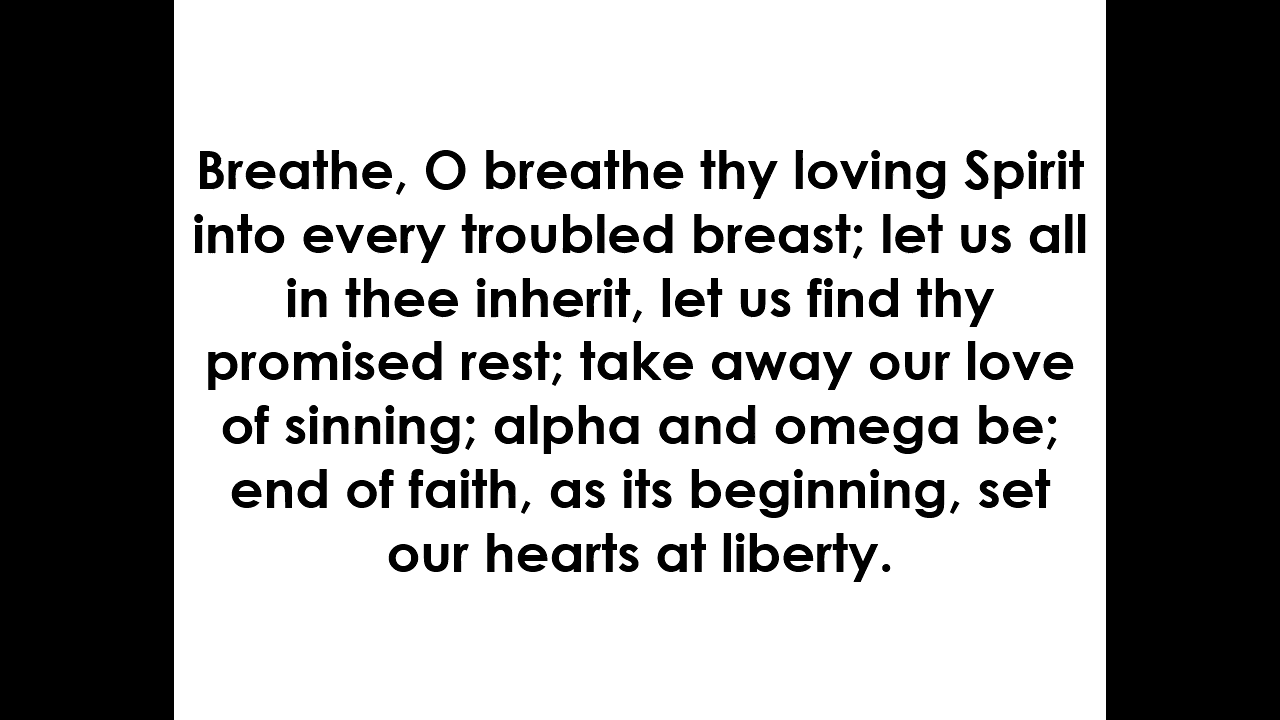 Breathe, O breathe thy loving Spirit
into every troubled breast; let us all
in thee inherit, let us find thy
promised rest; take away our love
of sinning; alpha and omega be;
end of faith, as its beginning, set
our hearts at liberty.